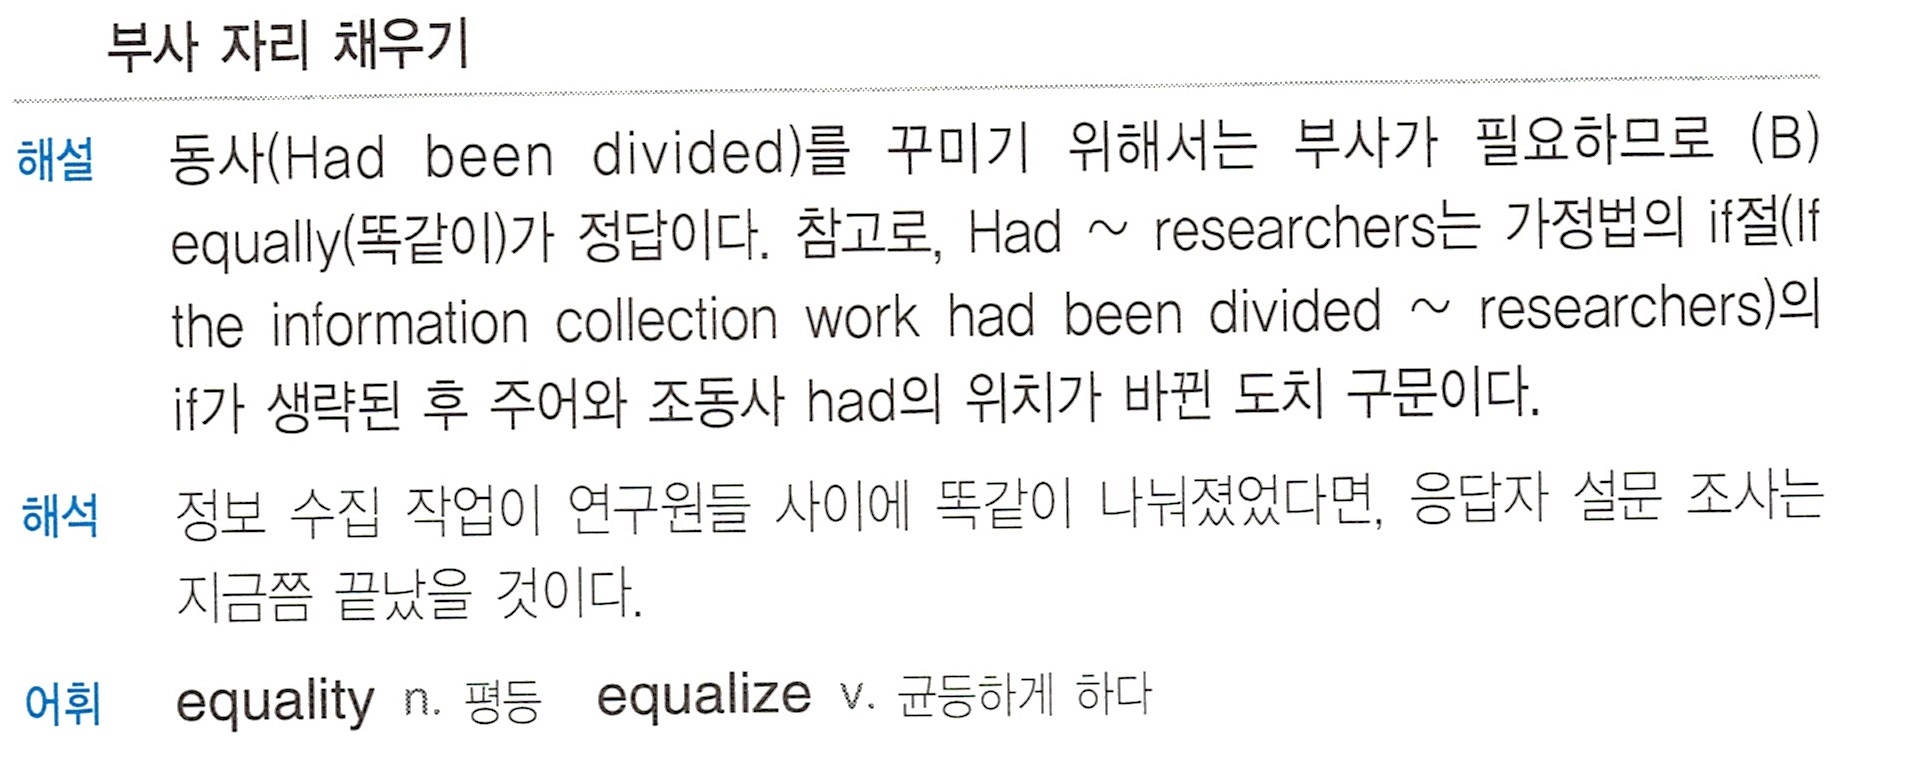 부사 자리 채우기
해설 동사(Had been divided)를 꾸미기 위해서는 부사가 필요하므로 (B)
equally(똑같이)가 정답이다. 참고로, Had ~ researchers는 가정법의 if절(If
the information collection work had been divided ~ researchers)의
if가 생략된 후 주어와 조동사 had의 위치가 바뀐 도치 구문이다.
해석 정보 수집 작업이 연구원들 사이에 똑같이 나눠졌었다면, 응답자 설문 조사는
지금쯤 끝났을 것이다.
어휘 equality n. 평등 equalize v. 균등하게 하다